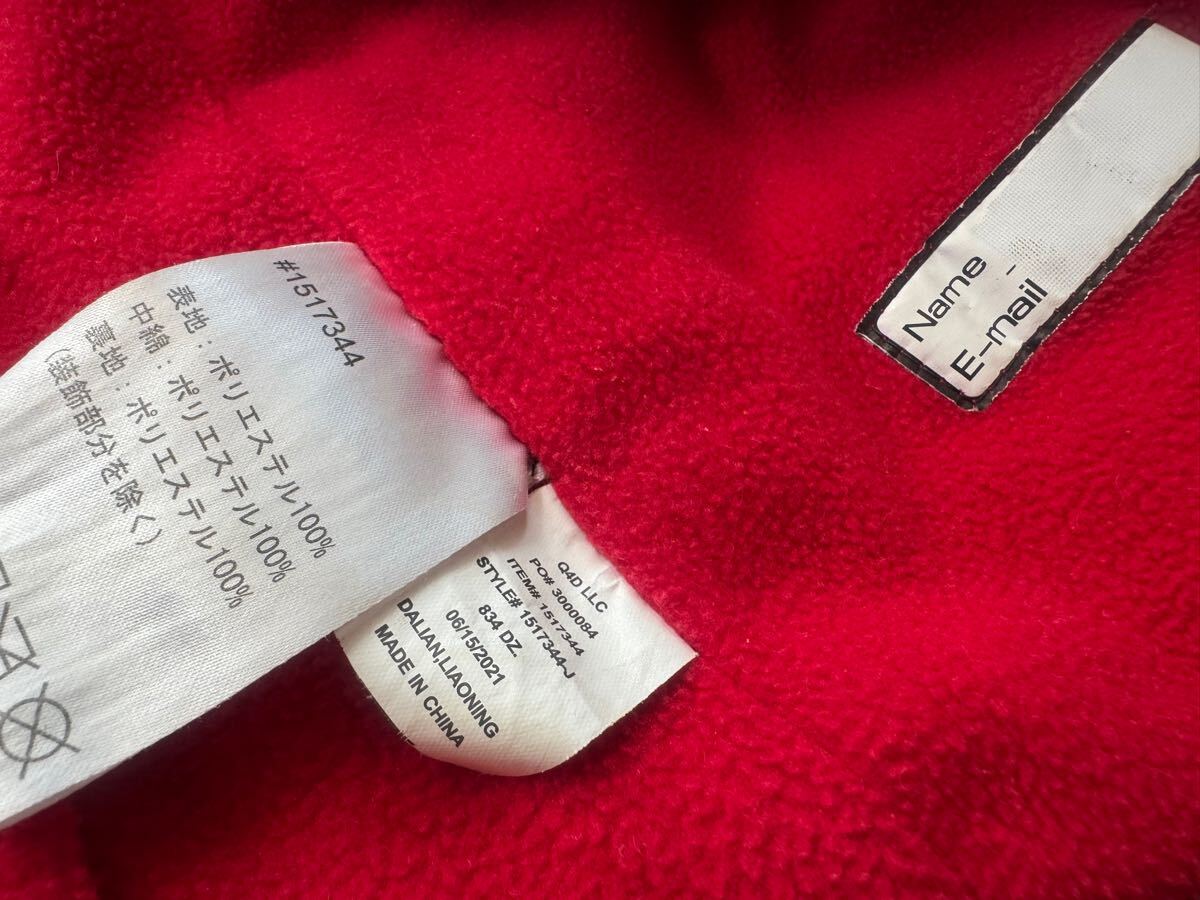 #1517344
表地：ポリエステル100%
中綿：ポリエステル100%
裏地：ポリエステル100%
(装飾部分を除く)
Q4D LLC
PO# 3000084
ITEM# 1517344
STYLE# 1517344-J
834 DZ.
06/15/2021
DALIAN,LIAONING
MADE IN CHINA
Name
E-mail